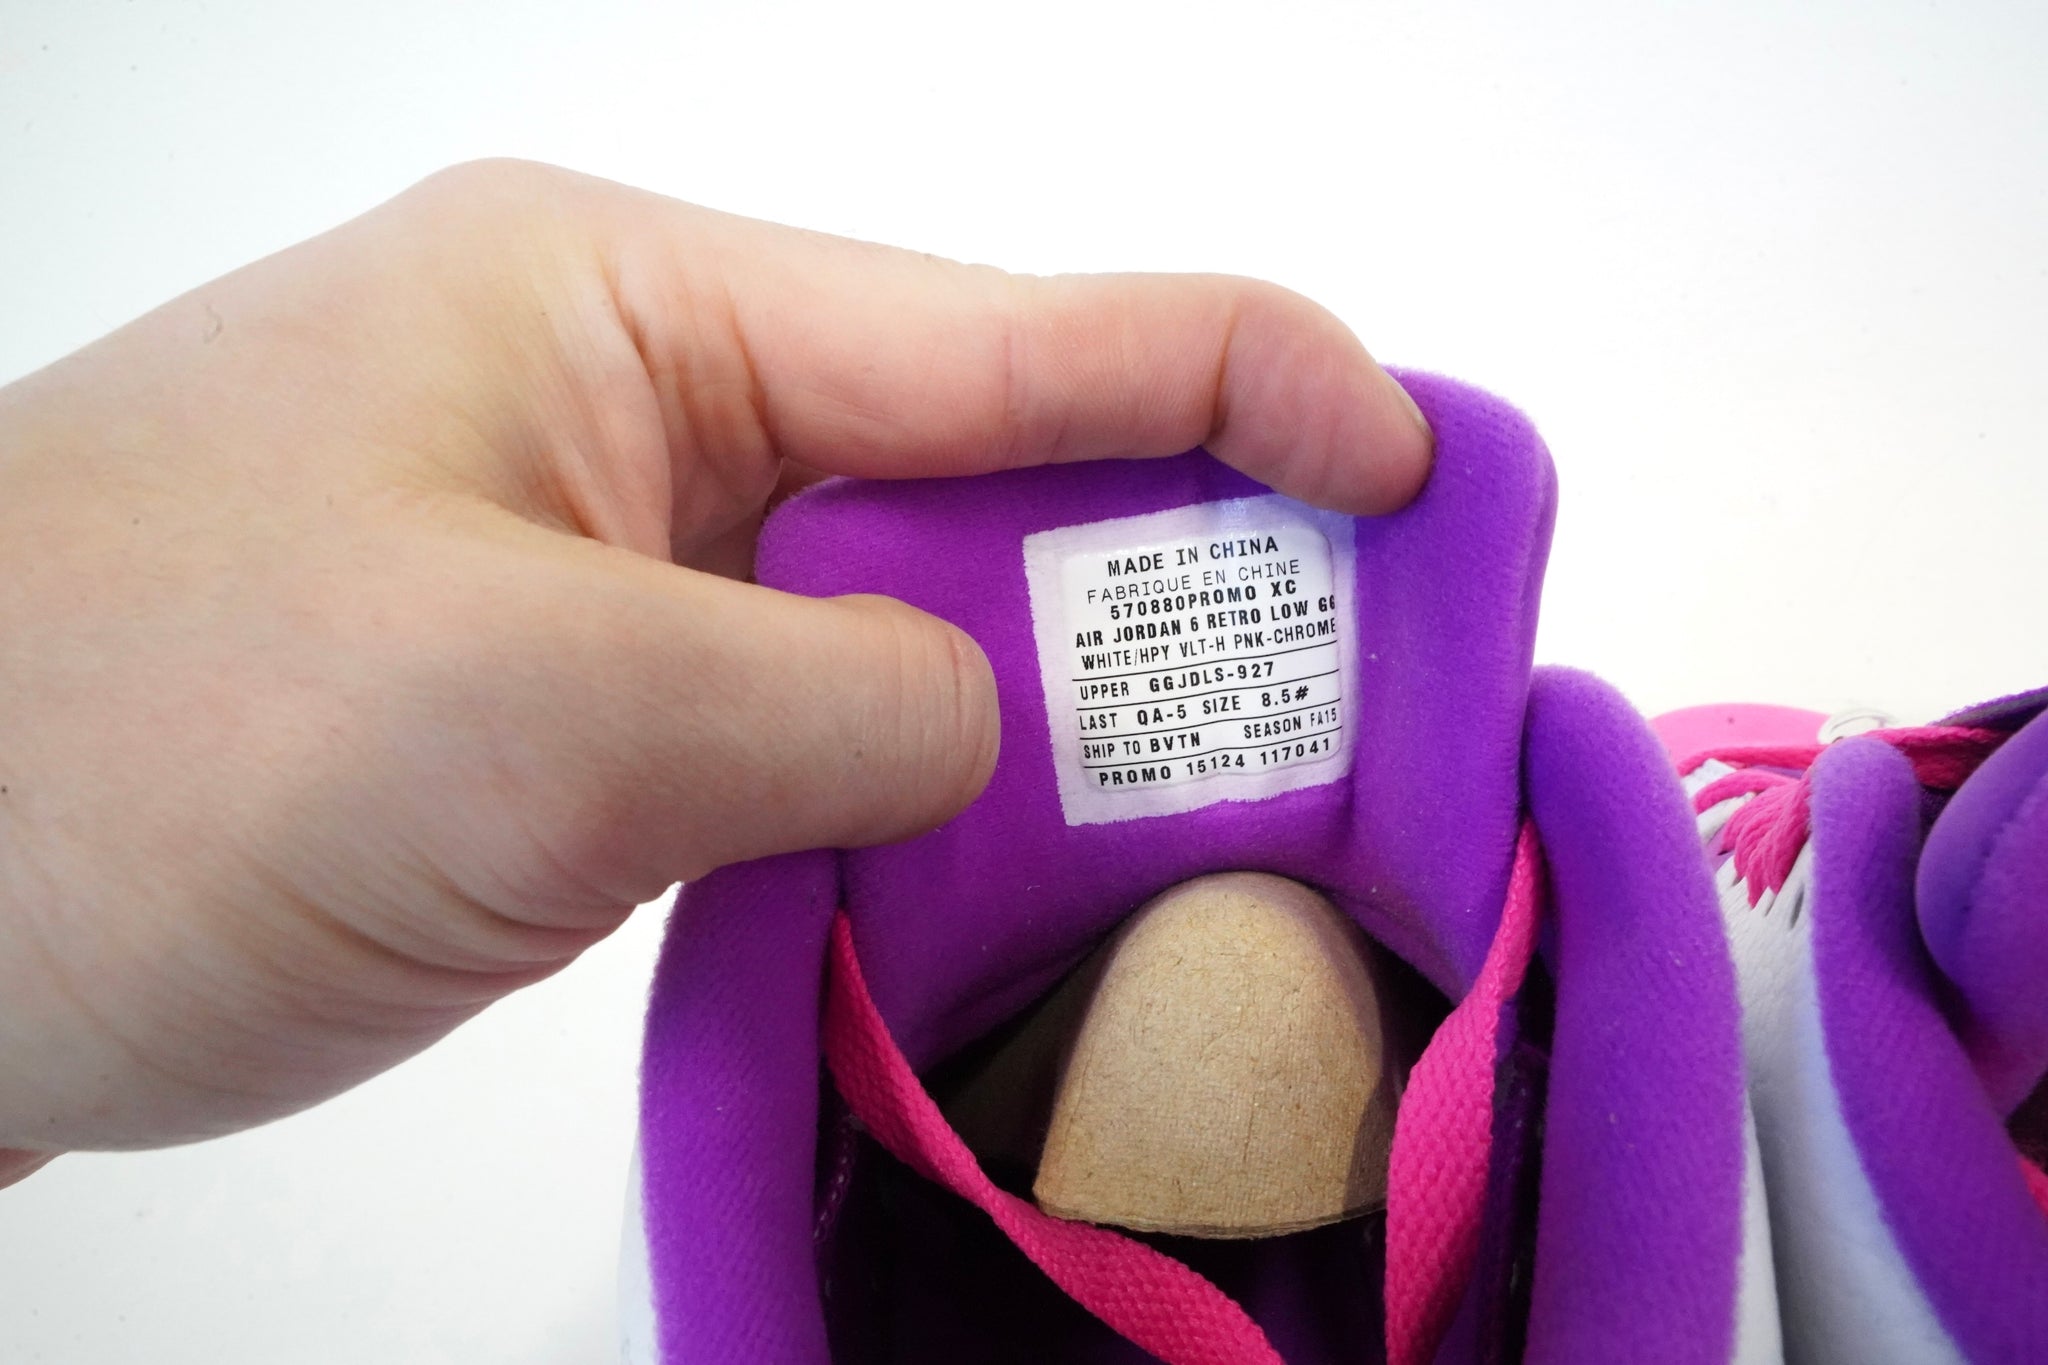 MADE IN CHINA
FABRIQUE EN CHINE
570880PROMO XC
AIR JORDAN 6 RETRO LOW GG
WHITE/HPY VLT-H PNK-CHROME
UPPER GGJDLS-927
LAST QA-5 SIZE 8.5#
SHIP TO BVTN SEASON FA15
PROMO 15124 117041